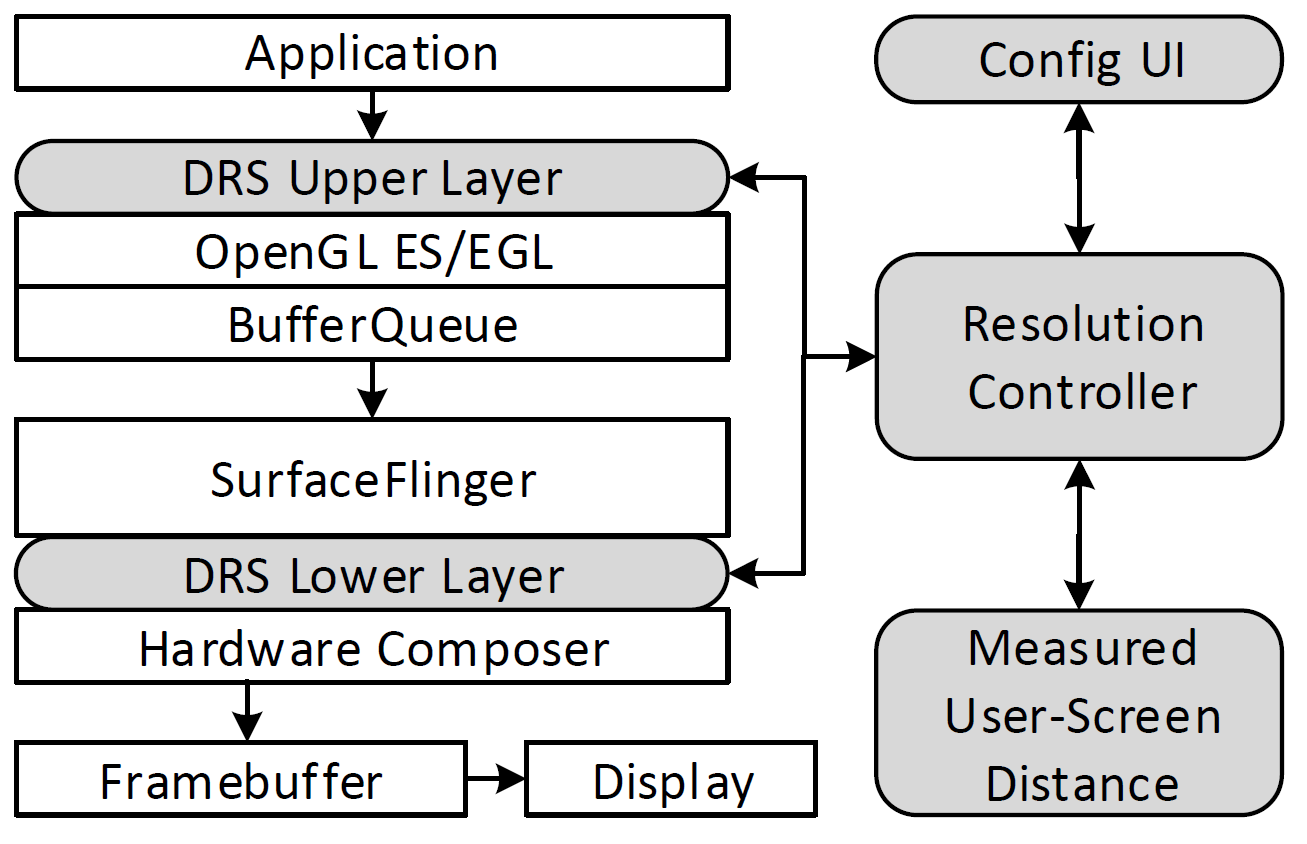 Application
DRS Upper Layer
OpenGL ES/EGL
BufferQueue
SurfaceFlinger
DRS Lower Layer
Hardware Composer
Framebuffer
Display
Config UI
Resolution
Controller
Measured
User-Screen
Distance